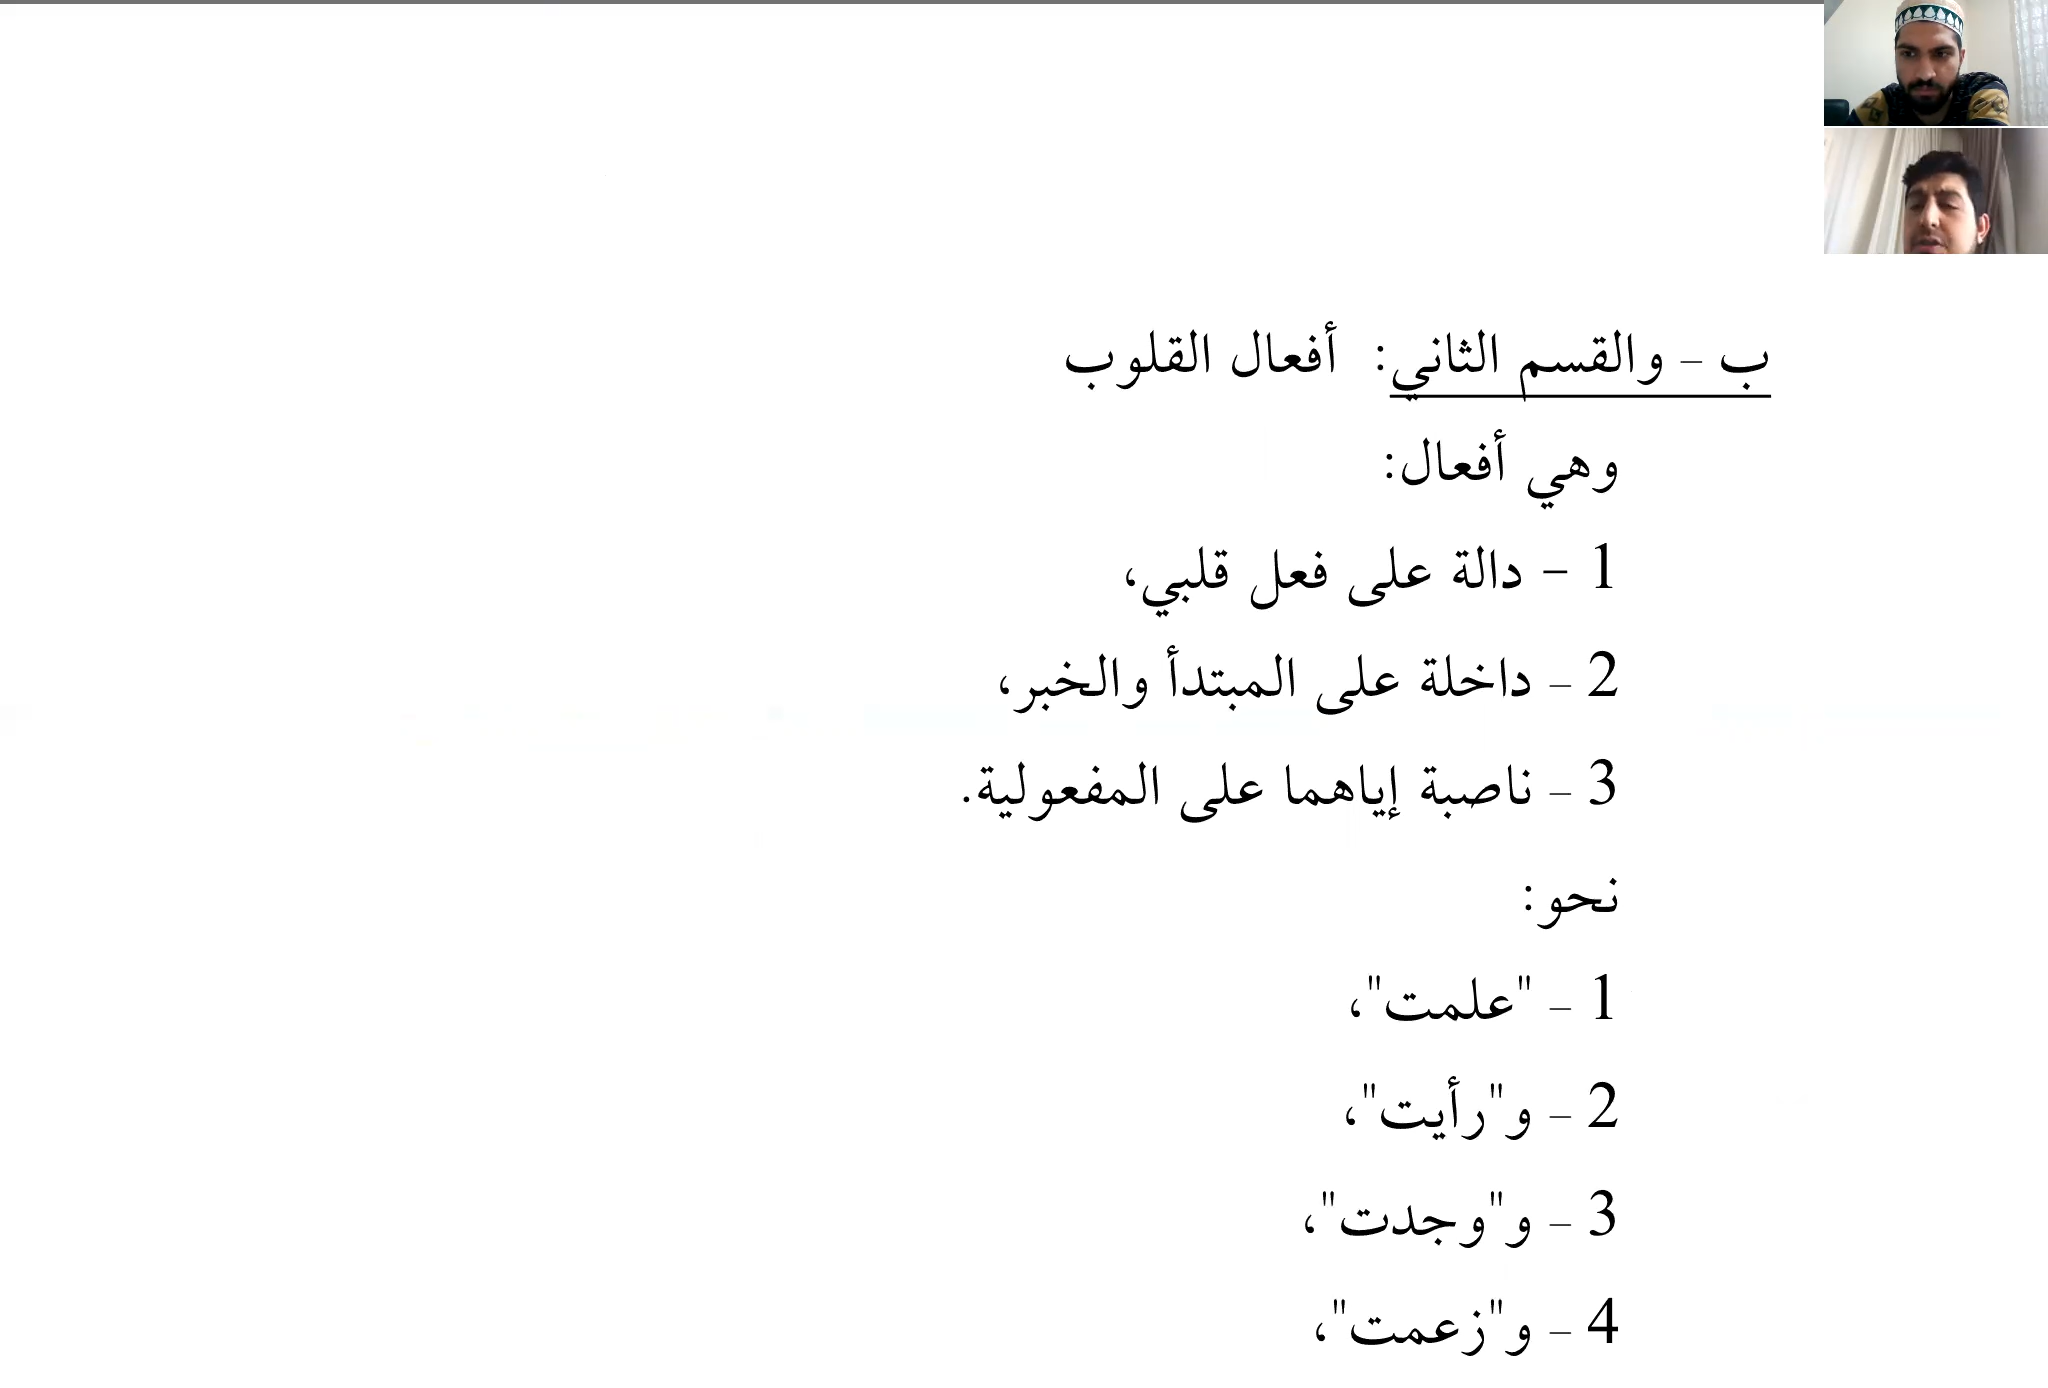 ب – والقسم الثاني: أفعال القلوب
وهي أفعال:
1 – دالة على فعل قلبي،
2 – داخلة على المبتدأ والخبر،
3 – ناصبة إياهما على المفعولية.
نحو:
1 – "علمت"،
2 – و"رأيت"،
3 – و"وجدت"،
4 – و"زعمت"،